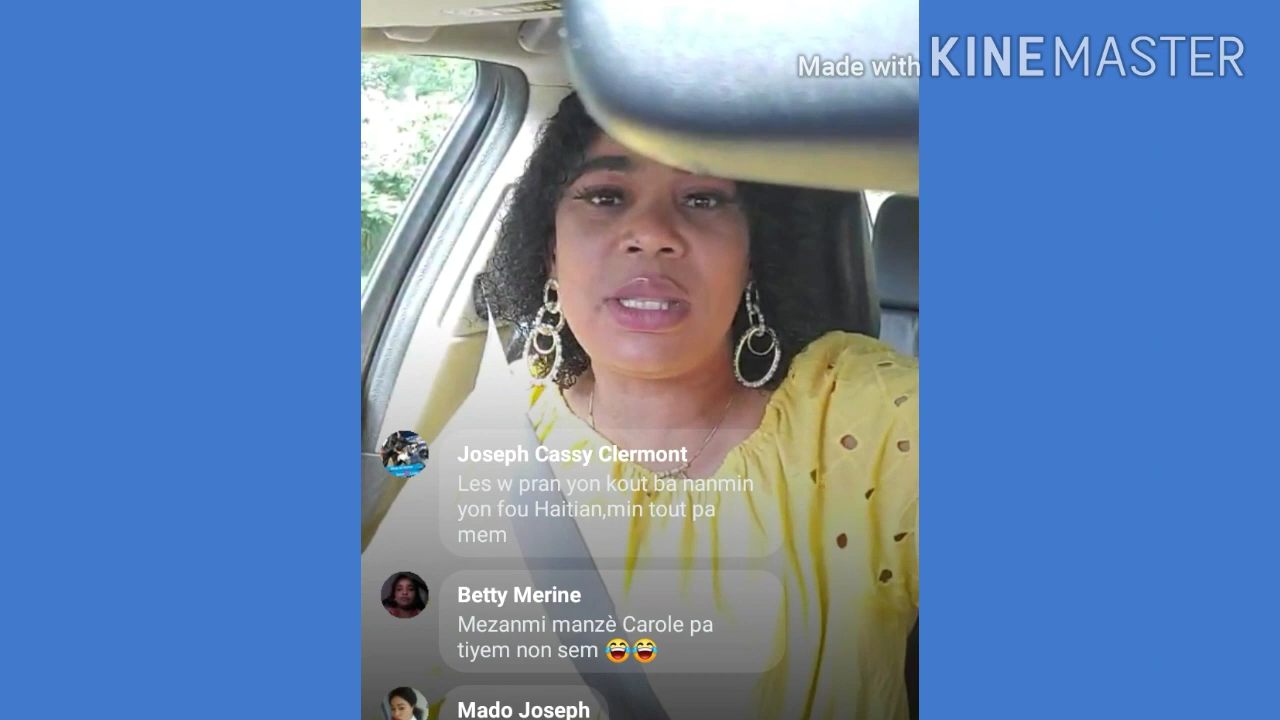 Made with KINEMASTER
Joseph Cassy Clermont
Les w pran yon kout ba nanmin
yon fou Haitian,min tout pa
mem
Betty Merine
Mezanmi manzè Carole pa
tiyem non sem 😂😂
Mado Joseph